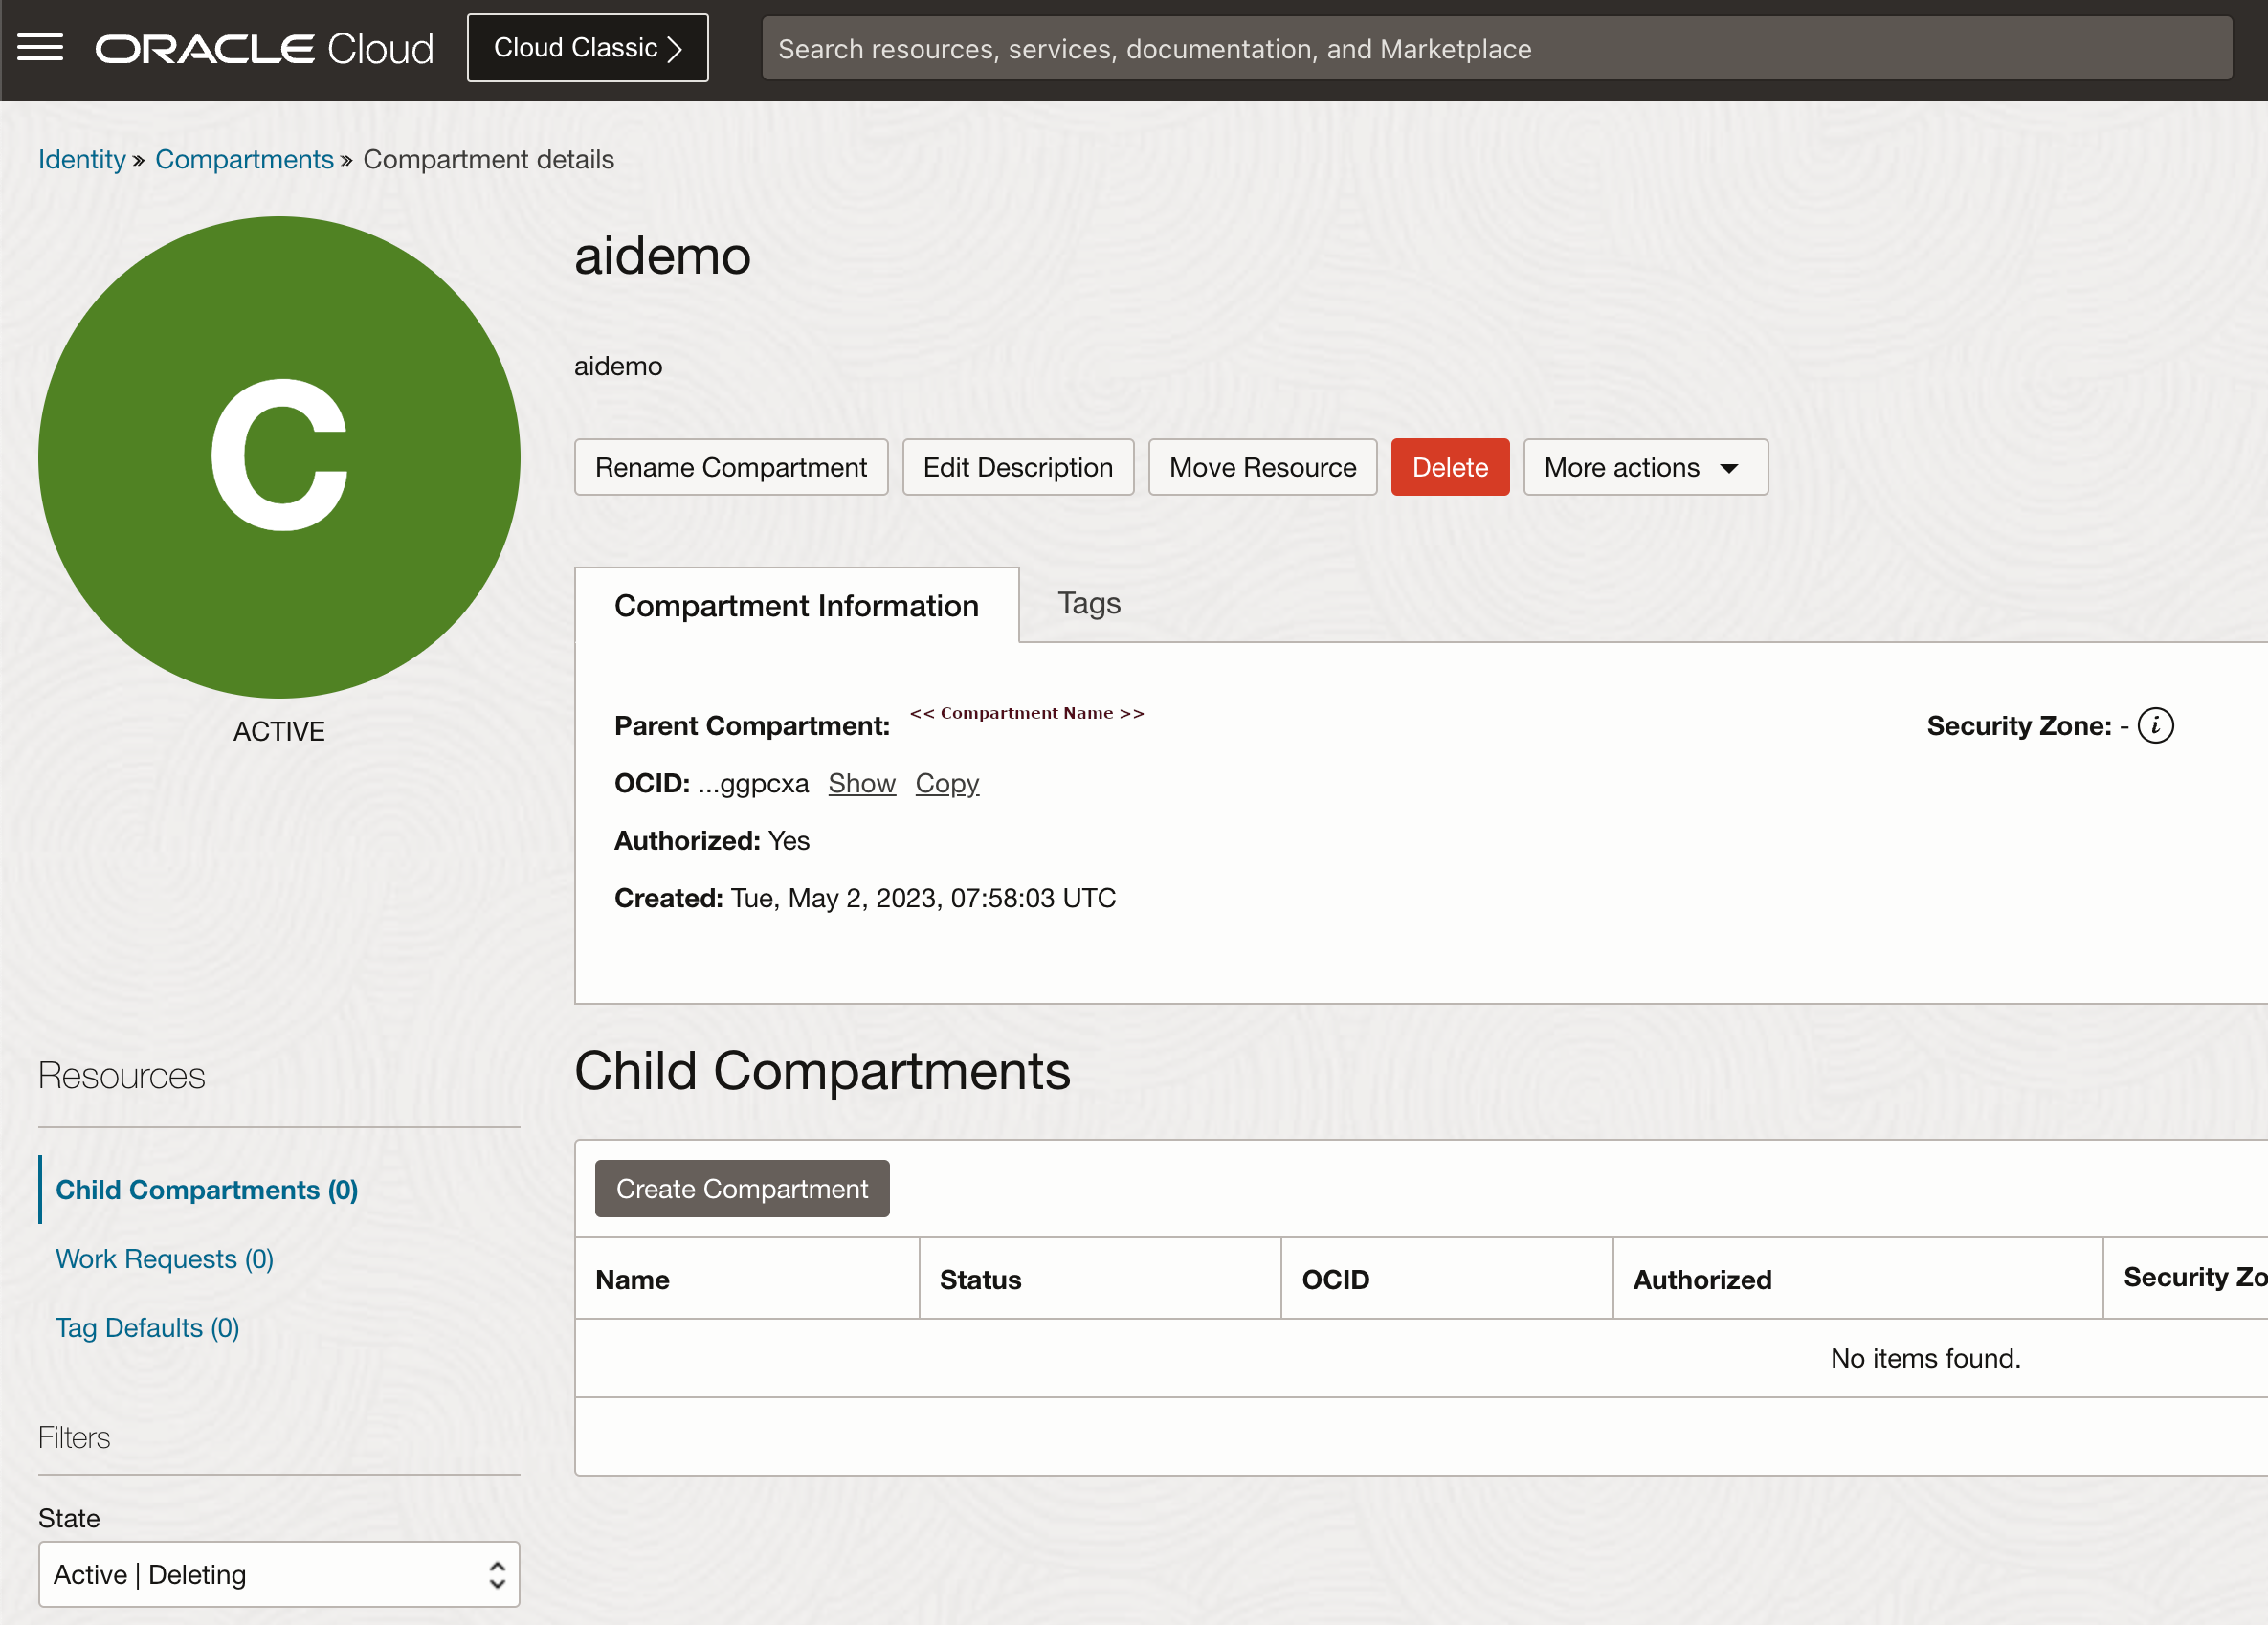 ORACLE Cloud
Cloud Classic
Search resources, services, documentation, and Marketplace
Identity » Compartments » Compartment details
C
ACTIVE
aidemo
aidemo
Rename Compartment Edit Description Move Resource Delete More actions
Compartment Information Tags
Parent Compartment: << Compartment Name >> Security Zone: - i
OCID: ...ggpcxa Show Copy
Authorized: Yes
Created: Tue, May 2, 2023, 07:58:03 UTC
Resources
Child Compartments (0)
Work Requests (0)
Tag Defaults (0)
Filters
State
Active | Deleting
Child Compartments
Create Compartment
Name Status OCID Authorized Security Zo
No items found.